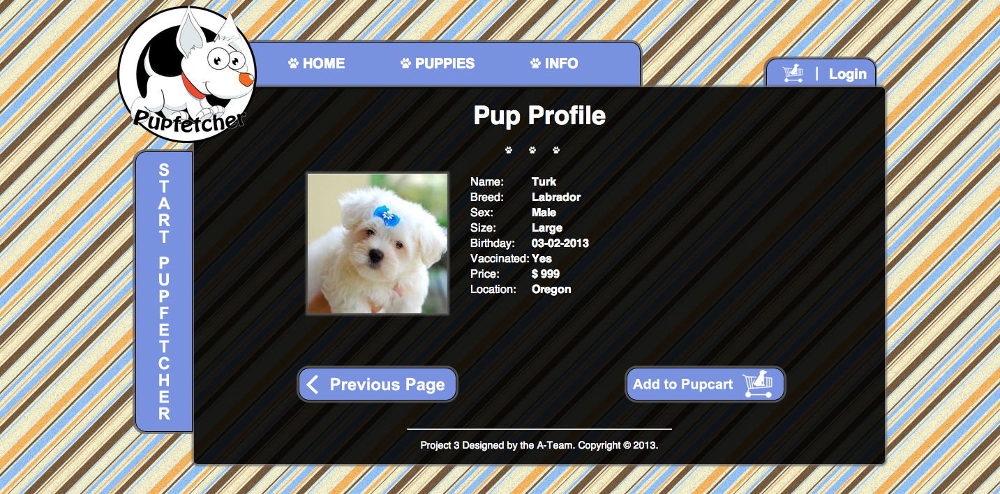 Pupfetcher
HOME
PUPPIES
INFO
| Login
START PUPFETCHER
Pup Profile
Name: Turk
Breed: Labrador
Sex: Male
Size: Large
Birthday: 03-02-2013
Vaccinated: Yes
Price: $ 999
Location: Oregon
Previous Page
Add to Pupcart
Project 3 Designed by the A-Team. Copyright © 2013.